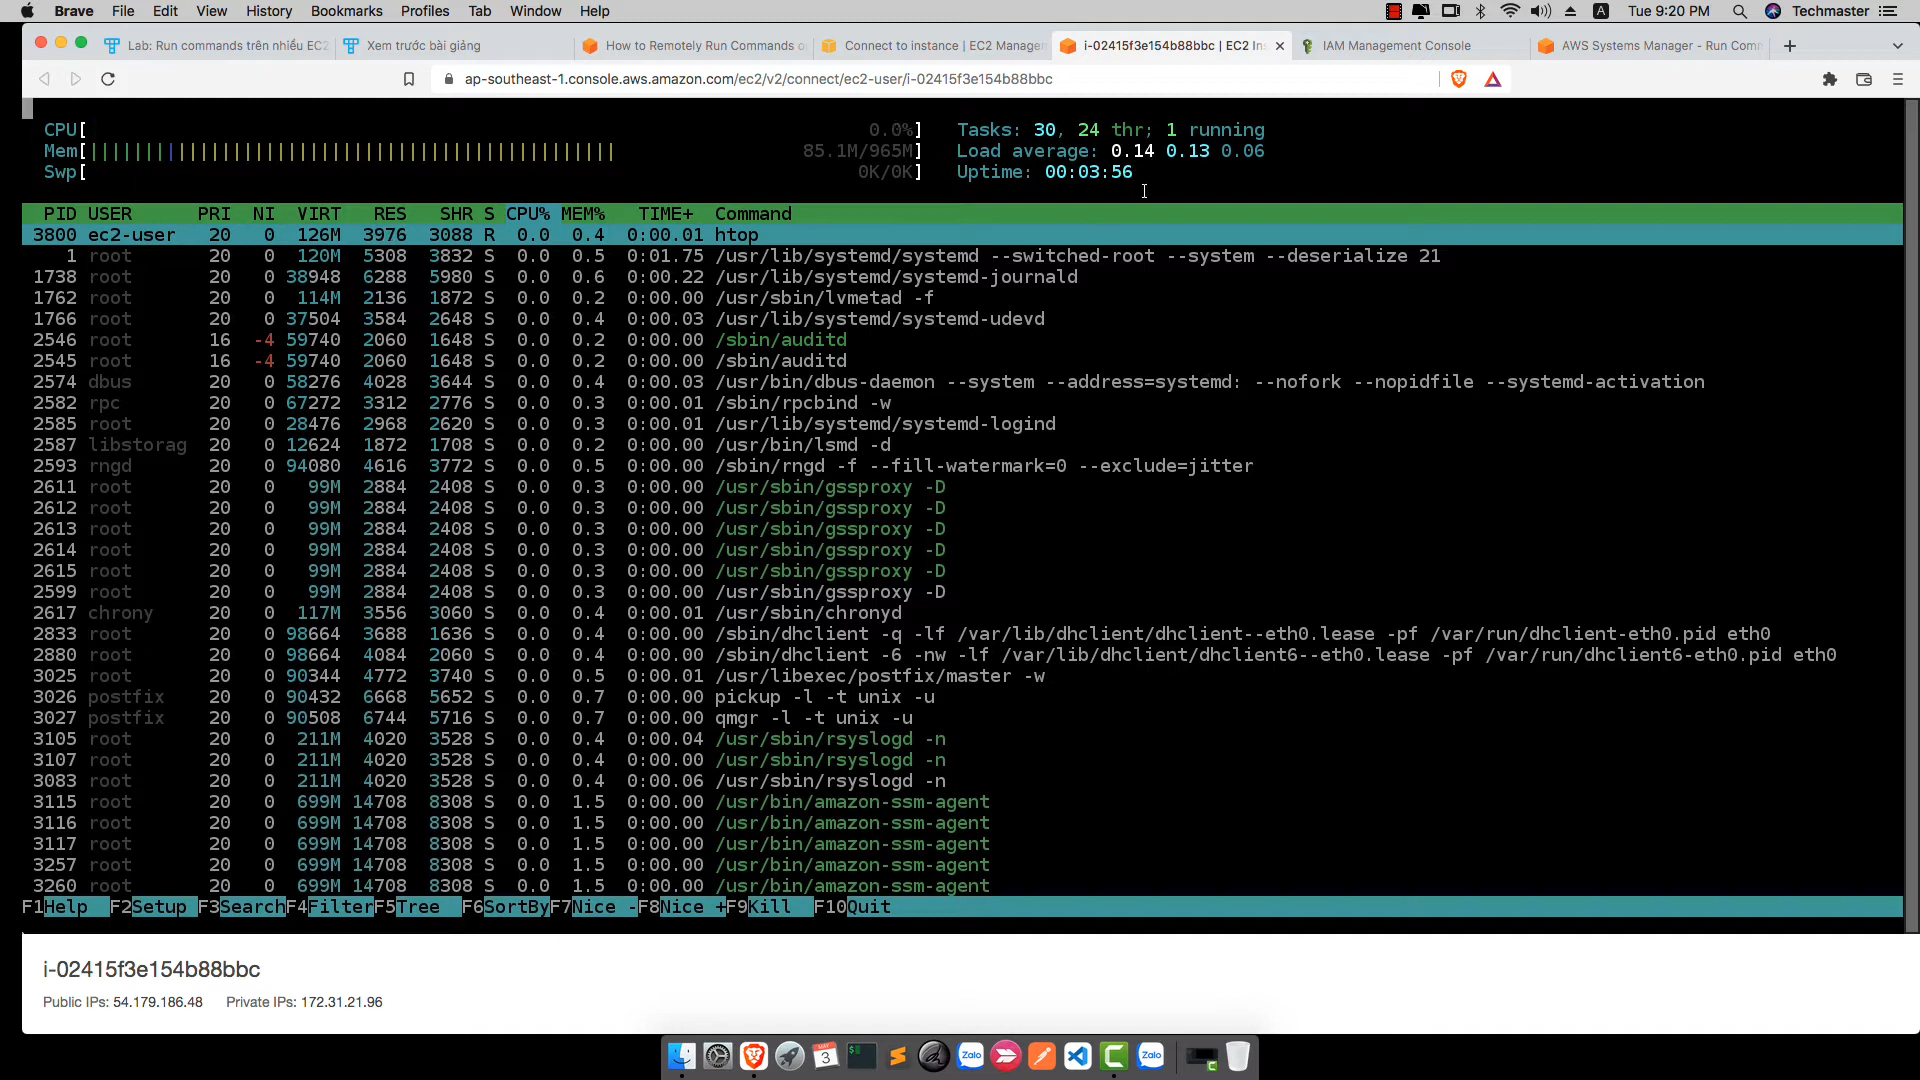 Brave File Edit View History Bookmarks Profiles Tab Window Help A Tue 9:20 PM Techmaster
Lab: Run commands trên nhiều EC2 Xem trước bài giảng How to Remotely Run Commands o Connect to instance | EC2 Manage i-02415f3e154b88bbc | EC2 In IAM Management Console AWS Systems Manager - Run Com
ap-southeast-1.console.aws.amazon.com/ec2/v2/connect/ec2-user/i-02415f3e154b88bbc
CPU[ 0.0%] Tasks: 30, 24 thr; 1 running
Mem[|||||||||||||||||||||||||||||||||||||||||||||||| 85.1M/965M] Load average: 0.14 0.13 0.06
Swp[ 0K/0K] Uptime: 00:03:56
PID USER PRI NI VIRT RES SHR S CPU% MEM% TIME+ Command
3800 ec2-user 20 0 126M 3976 3088 R 0.0 0.4 0:00.01 htop
1 root 20 0 120M 5308 3832 S 0.0 0.5 0:01.75 /usr/lib/systemd/systemd --switched-root --system --deserialize 21
1738 root 20 0 38948 6288 5980 S 0.0 0.6 0:00.22 /usr/lib/systemd/systemd-journald
1762 root 20 0 114M 2136 1872 S 0.0 0.2 0:00.00 /usr/sbin/lvmetad -f
1766 root 20 0 37504 3584 2648 S 0.0 0.4 0:00.03 /usr/lib/systemd/systemd-udevd
2546 root 16 -4 59740 2060 1648 S 0.0 0.2 0:00.00 /sbin/auditd
2545 root 16 -4 59740 2060 1648 S 0.0 0.2 0:00.00 /sbin/auditd
2574 dbus 20 0 58276 4028 3644 S 0.0 0.4 0:00.03 /usr/bin/dbus-daemon --system --address=systemd: --nofork --nopidfile --systemd-activation
2582 rpc 20 0 67272 3312 2776 S 0.0 0.3 0:00.01 /sbin/rpcbind -w
2585 root 20 0 28476 2968 2620 S 0.0 0.3 0:00.01 /usr/lib/systemd/systemd-logind
2587 libstorag 20 0 12624 1872 1708 S 0.0 0.2 0:00.00 /usr/bin/lsmd -d
2593 rngd 20 0 94080 4616 3772 S 0.0 0.5 0:00.00 /sbin/rngd -f --fill-watermark=0 --exclude=jitter
2611 root 20 0 99M 2884 2408 S 0.0 0.3 0:00.00 /usr/sbin/gssproxy -D
2612 root 20 0 99M 2884 2408 S 0.0 0.3 0:00.00 /usr/sbin/gssproxy -D
2613 root 20 0 99M 2884 2408 S 0.0 0.3 0:00.00 /usr/sbin/gssproxy -D
2614 root 20 0 99M 2884 2408 S 0.0 0.3 0:00.00 /usr/sbin/gssproxy -D
2615 root 20 0 99M 2884 2408 S 0.0 0.3 0:00.00 /usr/sbin/gssproxy -D
2599 root 20 0 99M 2884 2408 S 0.0 0.3 0:00.00 /usr/sbin/gssproxy -D
2617 chrony 20 0 117M 3556 3060 S 0.0 0.4 0:00.01 /usr/sbin/chronyd
2833 root 20 0 98664 3688 1636 S 0.0 0.4 0:00.00 /sbin/dhclient -q -lf /var/lib/dhclient/dhclient--eth0.lease -pf /var/run/dhclient-eth0.pid eth0
2880 root 20 0 98664 4084 2060 S 0.0 0.4 0:00.00 /sbin/dhclient -6 -nw -lf /var/lib/dhclient/dhclient6--eth0.lease -pf /var/run/dhclient6-eth0.pid eth0
3025 root 20 0 90344 4772 3740 S 0.0 0.5 0:00.01 /usr/libexec/postfix/master -w
3026 postfix 20 0 90432 6668 5652 S 0.0 0.7 0:00.00 pickup -l -t unix -u
3027 postfix 20 0 90508 6744 5716 S 0.0 0.7 0:00.00 qmgr -l -t unix -u
3105 root 20 0 211M 4020 3528 S 0.0 0.4 0:00.04 /usr/sbin/rsyslogd -n
3107 root 20 0 211M 4020 3528 S 0.0 0.4 0:00.00 /usr/sbin/rsyslogd -n
3083 root 20 0 211M 4020 3528 S 0.0 0.4 0:00.06 /usr/sbin/rsyslogd -n
3115 root 20 0 699M 14708 8308 S 0.0 1.5 0:00.00 /usr/bin/amazon-ssm-agent
3116 root 20 0 699M 14708 8308 S 0.0 1.5 0:00.00 /usr/bin/amazon-ssm-agent
3117 root 20 0 699M 14708 8308 S 0.0 1.5 0:00.00 /usr/bin/amazon-ssm-agent
3257 root 20 0 699M 14708 8308 S 0.0 1.5 0:00.00 /usr/bin/amazon-ssm-agent
3260 root 20 0 699M 14708 8308 S 0.0 1.5 0:00.00 /usr/bin/amazon-ssm-agent
F1Help F2Setup F3SearchF4FilterF5Tree F6SortByF7Nice -F8Nice +F9Kill F10Quit
i-02415f3e154b88bbc
Public IPs: 54.179.186.48 Private IPs: 172.31.21.96
MAY 3 $ Zalo Zalo